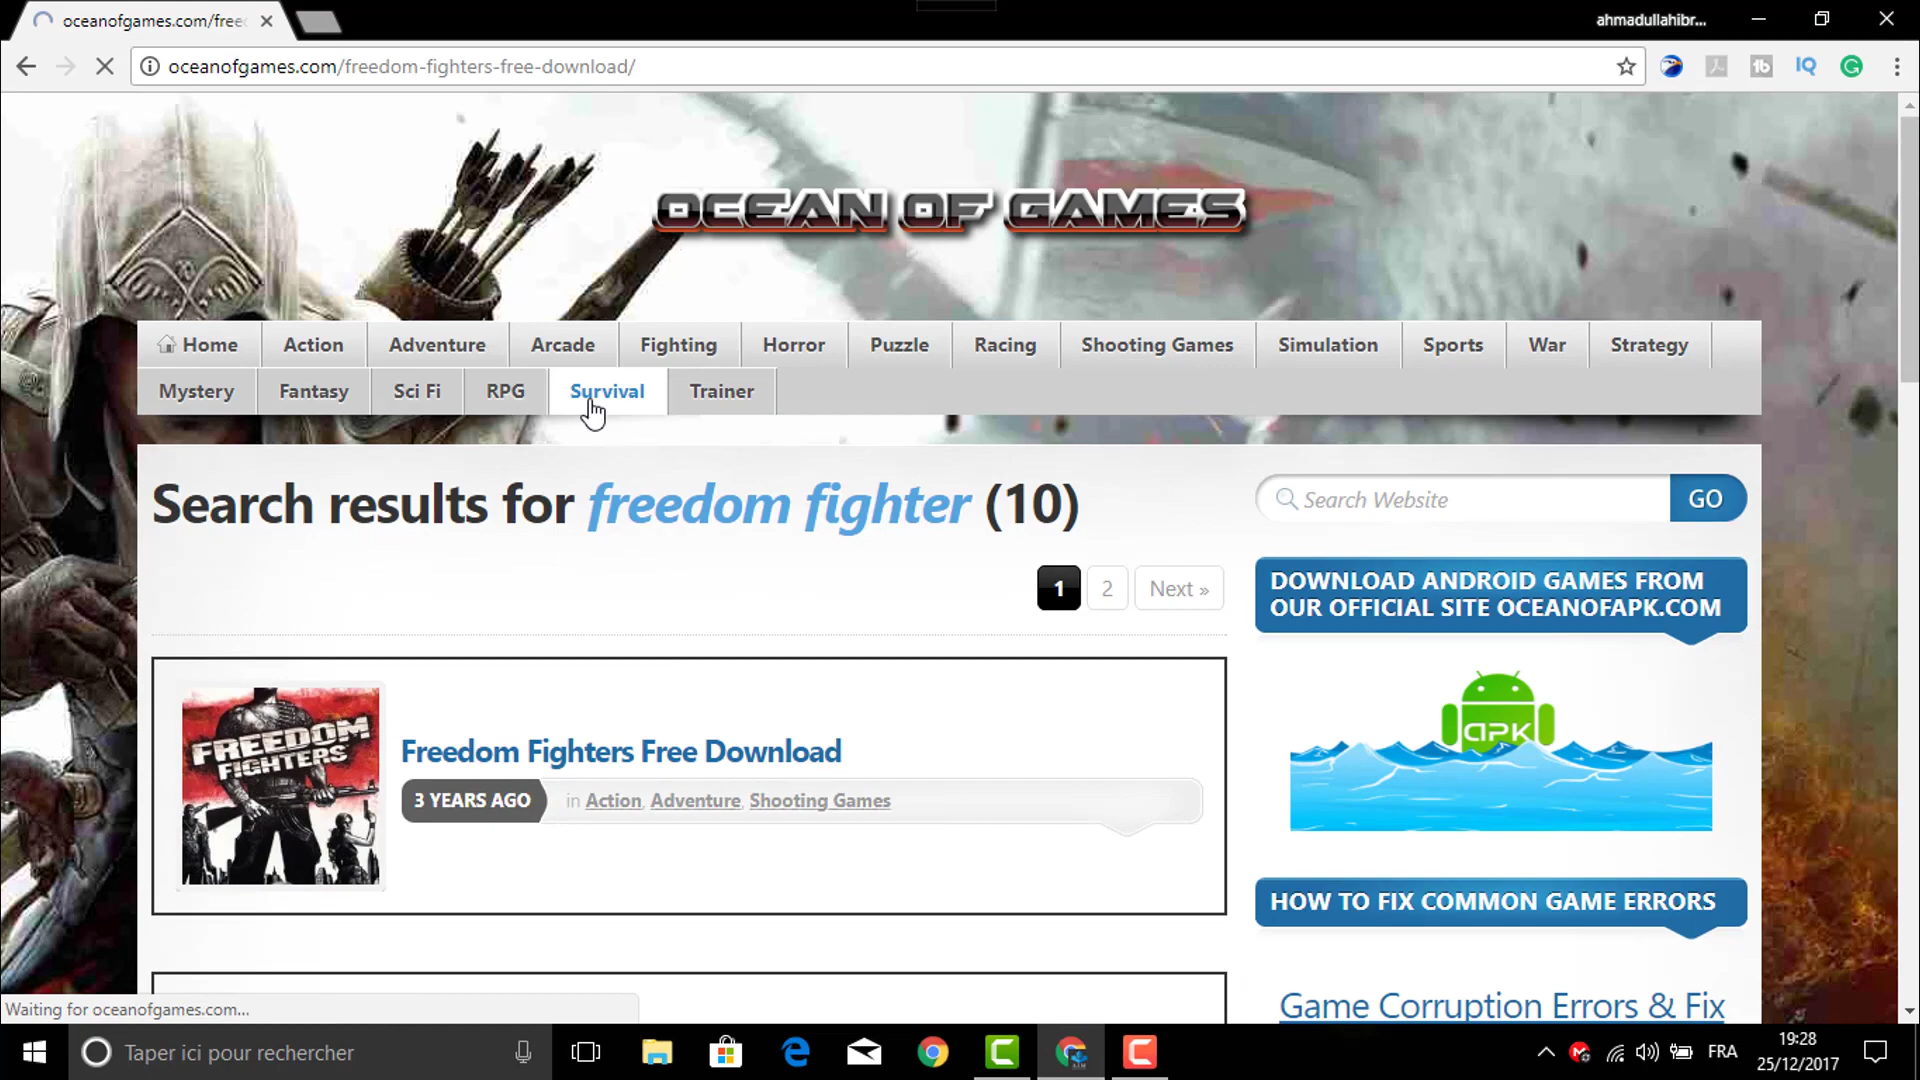 oceanofgames.com/free
ahmadullahibr...
oceanofgames.com/freedom-fighters-free-download/
OCEAN OF GAMES
Home Action Adventure Arcade Fighting Horror Puzzle Racing Shooting Games Simulation Sports War Strategy
Mystery Fantasy Sci Fi RPG Survival Trainer
Search results for freedom fighter (10)
Search Website GO
1 2 Next »
DOWNLOAD ANDROID GAMES FROM
OUR OFFICIAL SITE OCEANOFAPK.COM
APK
FREEDOM
FIGHTERS
Freedom Fighters Free Download
3 YEARS AGO in Action, Adventure, Shooting Games
HOW TO FIX COMMON GAME ERRORS
Game Corruption Errors & Fix
Waiting for oceanofgames.com...
Taper ici pour rechercher
FRA
19:28
25/12/2017